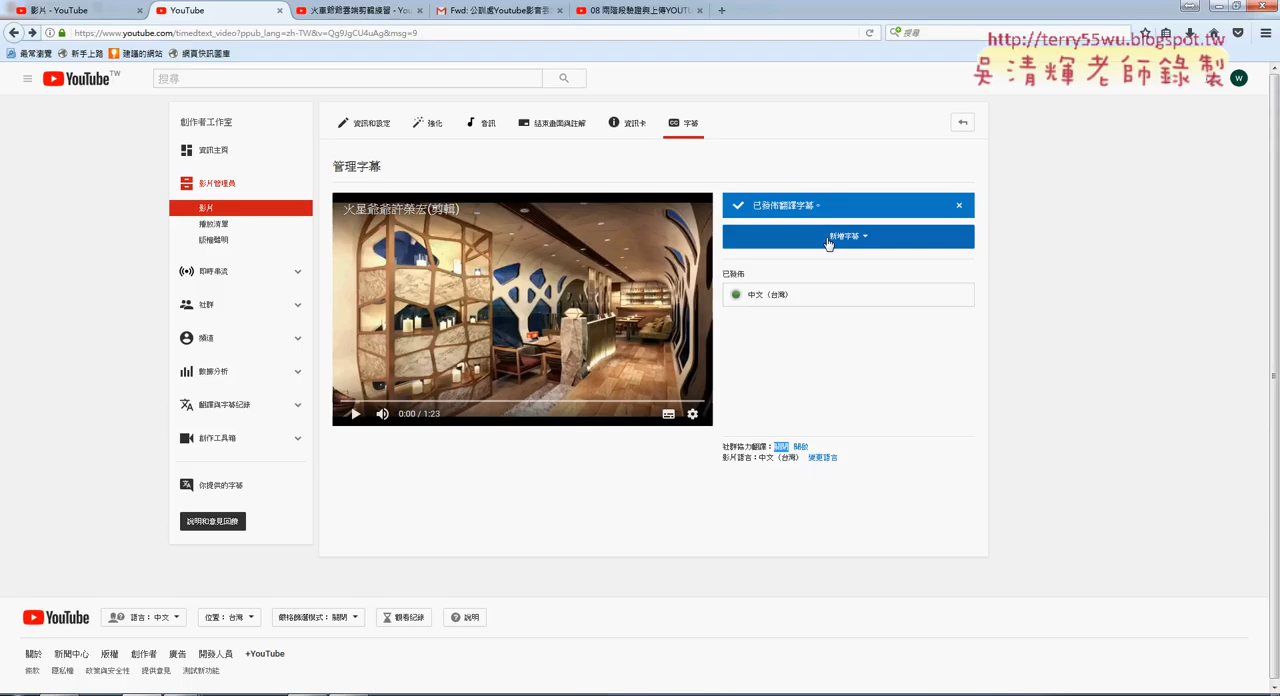 影片 - YouTube
YouTube
火車爺爺雲端剪輯練習 - You...
Fwd: 公訓處Youtube影音雲...
08 兩階段驗證與上傳YOUT...
https://www.youtube.com/timedtext_video?ppub_lang=zh-TW&v=Qg9JgCU4uAg&msg=9
搜尋
最常瀏覽
新手上路
建議的網站
網頁快訊圖庫
http://terry55wu.blogspot.tw
吳清輝老師錄製
YouTube TW
搜尋
W
創作者工作室
資訊主頁
影片管理員
影片
播放清單
版權聲明
即時串流
社群
頻道
數據分析
翻譯與字幕紀錄
創作工具箱
你提供的字幕
說明和意見回饋
資訊和設定
強化
音訊
結束畫面與註解
資訊卡
CC 字幕
管理字幕
火星爺爺許榮宏(剪輯)
0:00 / 1:23
已發佈翻譯字幕。
新增字幕
已發佈
中文（台灣）
社群協力翻譯：關閉 開啟
影片語言：中文（台灣） 變更語言
YouTube
語言：中文
位置：台灣
嚴格篩選模式：關閉
觀看紀錄
說明
關於 新聞中心 版權 創作者 廣告 開發人員 +YouTube
條款 隱私權 政策與安全性 提供意見 測試新功能